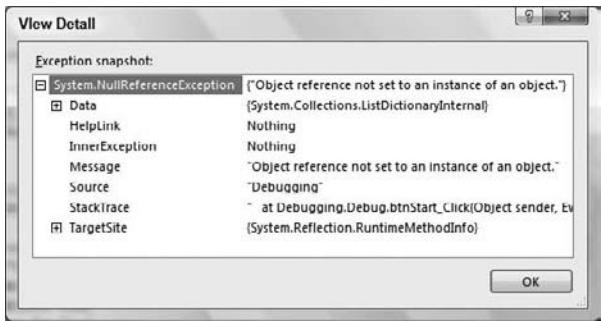 View Detail
Exception snapshot:
System.NullReferenceException {"Object reference not set to an instance of an object."}
Data {System.Collections.ListDictionaryInternal}
HelpLink Nothing
InnerException Nothing
Message "Object reference not set to an instance of an object."
Source "Debugging"
StackTrace " at Debugging.Debug.btnStart_Click(Object sender, Ev
TargetSite {System.Reflection.RuntimeMethodInfo}
OK